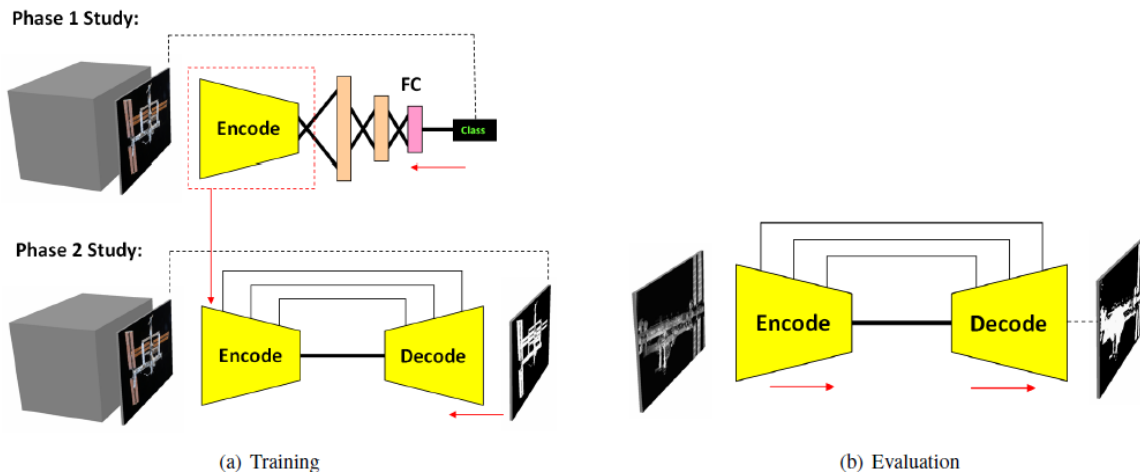 Phase 1 Study:
FC
Encode
Class
Phase 2 Study:
Encode
Decode
Encode
Decode
(a) Training
(b) Evaluation